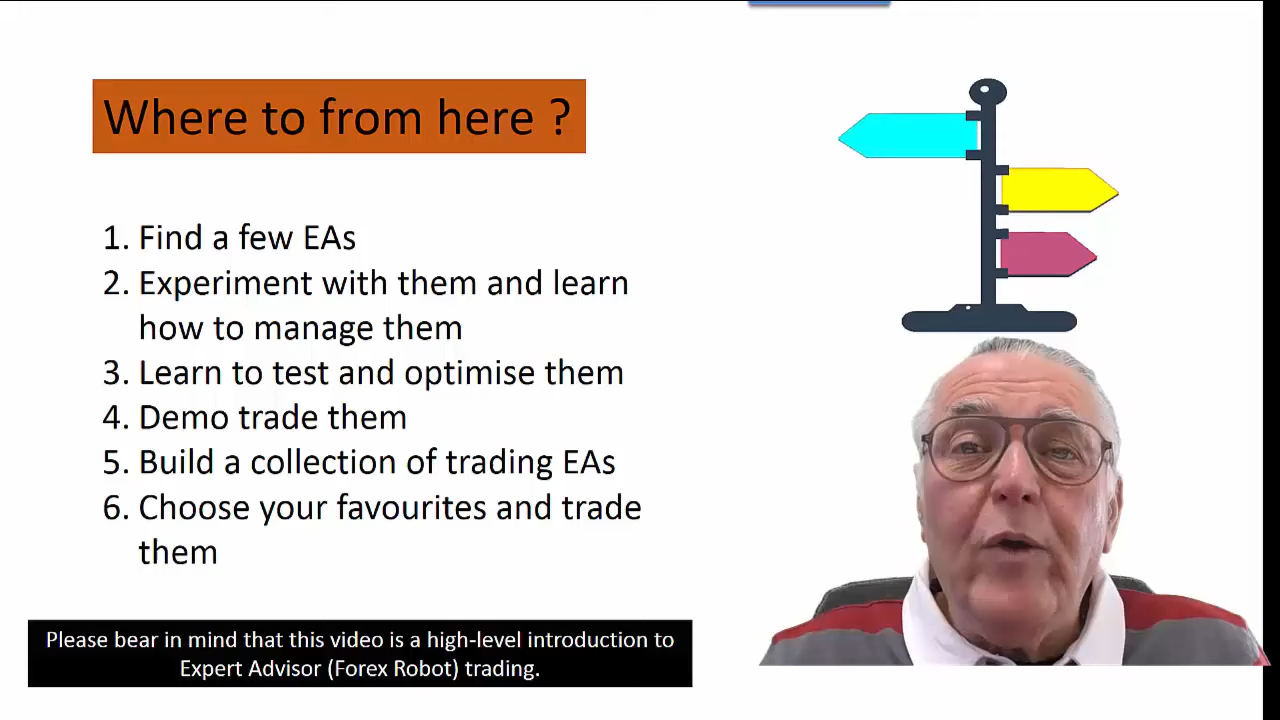 Where to from here ?
1. Find a few EAs
2. Experiment with them and learn
how to manage them
3. Learn to test and optimise them
4. Demo trade them
5. Build a collection of trading EAs
6. Choose your favourites and trade
them
Please bear in mind that this video is a high-level introduction to
Expert Advisor (Forex Robot) trading.